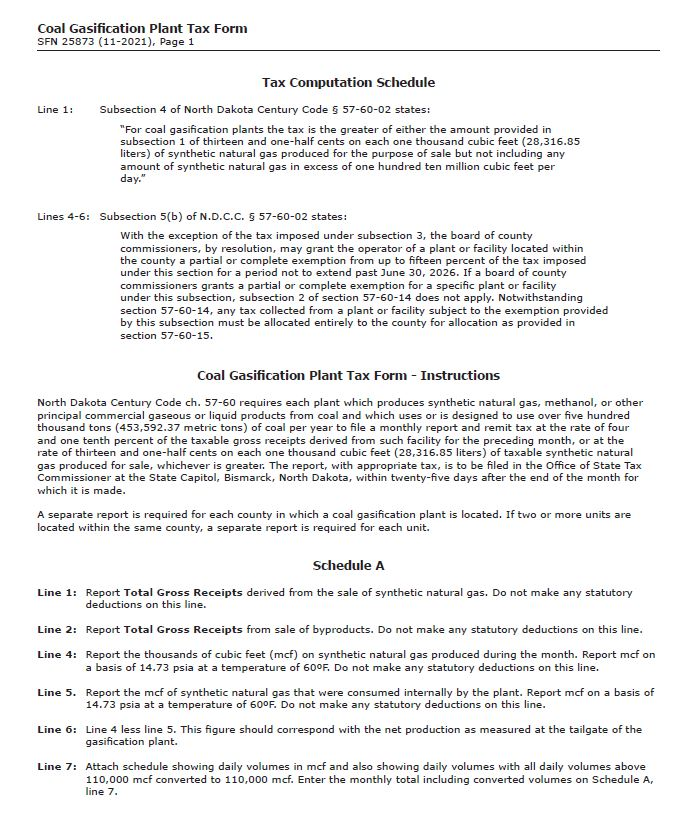 Coal Gasification Plant Tax Form
SFN 25873 (11-2021), Page 1
Tax Computation Schedule
Line 1: Subsection 4 of North Dakota Century Code § 57-60-02 states:
“For coal gasification plants the tax is the greater of either the amount provided in
subsection 1 of thirteen and one-half cents on each one thousand cubic feet (28,316.85
liters) of synthetic natural gas produced for the purpose of sale but not including any
amount of synthetic natural gas in excess of one hundred ten million cubic feet per
day.”
Lines 4-6: Subsection 5(b) of N.D.C.C. § 57-60-02 states:
With the exception of the tax imposed under subsection 3, the board of county
commissioners, by resolution, may grant the operator of a plant or facility located within
the county a partial or complete exemption from up to fifteen percent of the tax imposed
under this section for a period not to extend past June 30, 2026. If a board of county
commissioners grants a partial or complete exemption for a specific plant or facility
under this subsection, subsection 2 of section 57-60-14 does not apply. Notwithstanding
section 57-60-14, any tax collected from a plant or facility subject to the exemption provided
by this subsection must be allocated entirely to the county for allocation as provided in
section 57-60-15.
Coal Gasification Plant Tax Form - Instructions
North Dakota Century Code ch. 57-60 requires each plant which produces synthetic natural gas, methanol, or other
principal commercial gaseous or liquid products from coal and which uses or is designed to use over five hundred
thousand tons (453,592.37 metric tons) of coal per year to file a monthly report and remit tax at the rate of four
and one tenth percent of the taxable gross receipts derived from such facility for the preceding month, or at the
rate of thirteen and one-half cents on each one thousand cubic feet (28,316.85 liters) of taxable synthetic natural
gas produced for sale, whichever is greater. The report, with appropriate tax, is to be filed in the Office of State Tax
Commissioner at the State Capitol, Bismarck, North Dakota, within twenty-five days after the end of the month for
which it is made.
A separate report is required for each county in which a coal gasification plant is located. If two or more units are
located within the same county, a separate report is required for each unit.
Schedule A
Line 1: Report Total Gross Receipts derived from the sale of synthetic natural gas. Do not make any statutory
deductions on this line.
Line 2: Report Total Gross Receipts from sale of byproducts. Do not make any statutory deductions on this line.
Line 4: Report the thousands of cubic feet (mcf) on synthetic natural gas produced during the month. Report mcf on
a basis of 14.73 psia at a temperature of 60ºF. Do not make any statutory deductions on this line.
Line 5. Report the mcf of synthetic natural gas that were consumed internally by the plant. Report mcf on a basis of
14.73 psia at a temperature of 60ºF. Do not make any statutory deductions on this line.
Line 6: Line 4 less line 5. This figure should correspond with the net production as measured at the tailgate of the
gasification plant.
Line 7: Attach schedule showing daily volumes in mcf and also showing daily volumes with all daily volumes above
110,000 mcf converted to 110,000 mcf. Enter the monthly total including converted volumes on Schedule A,
line 7.